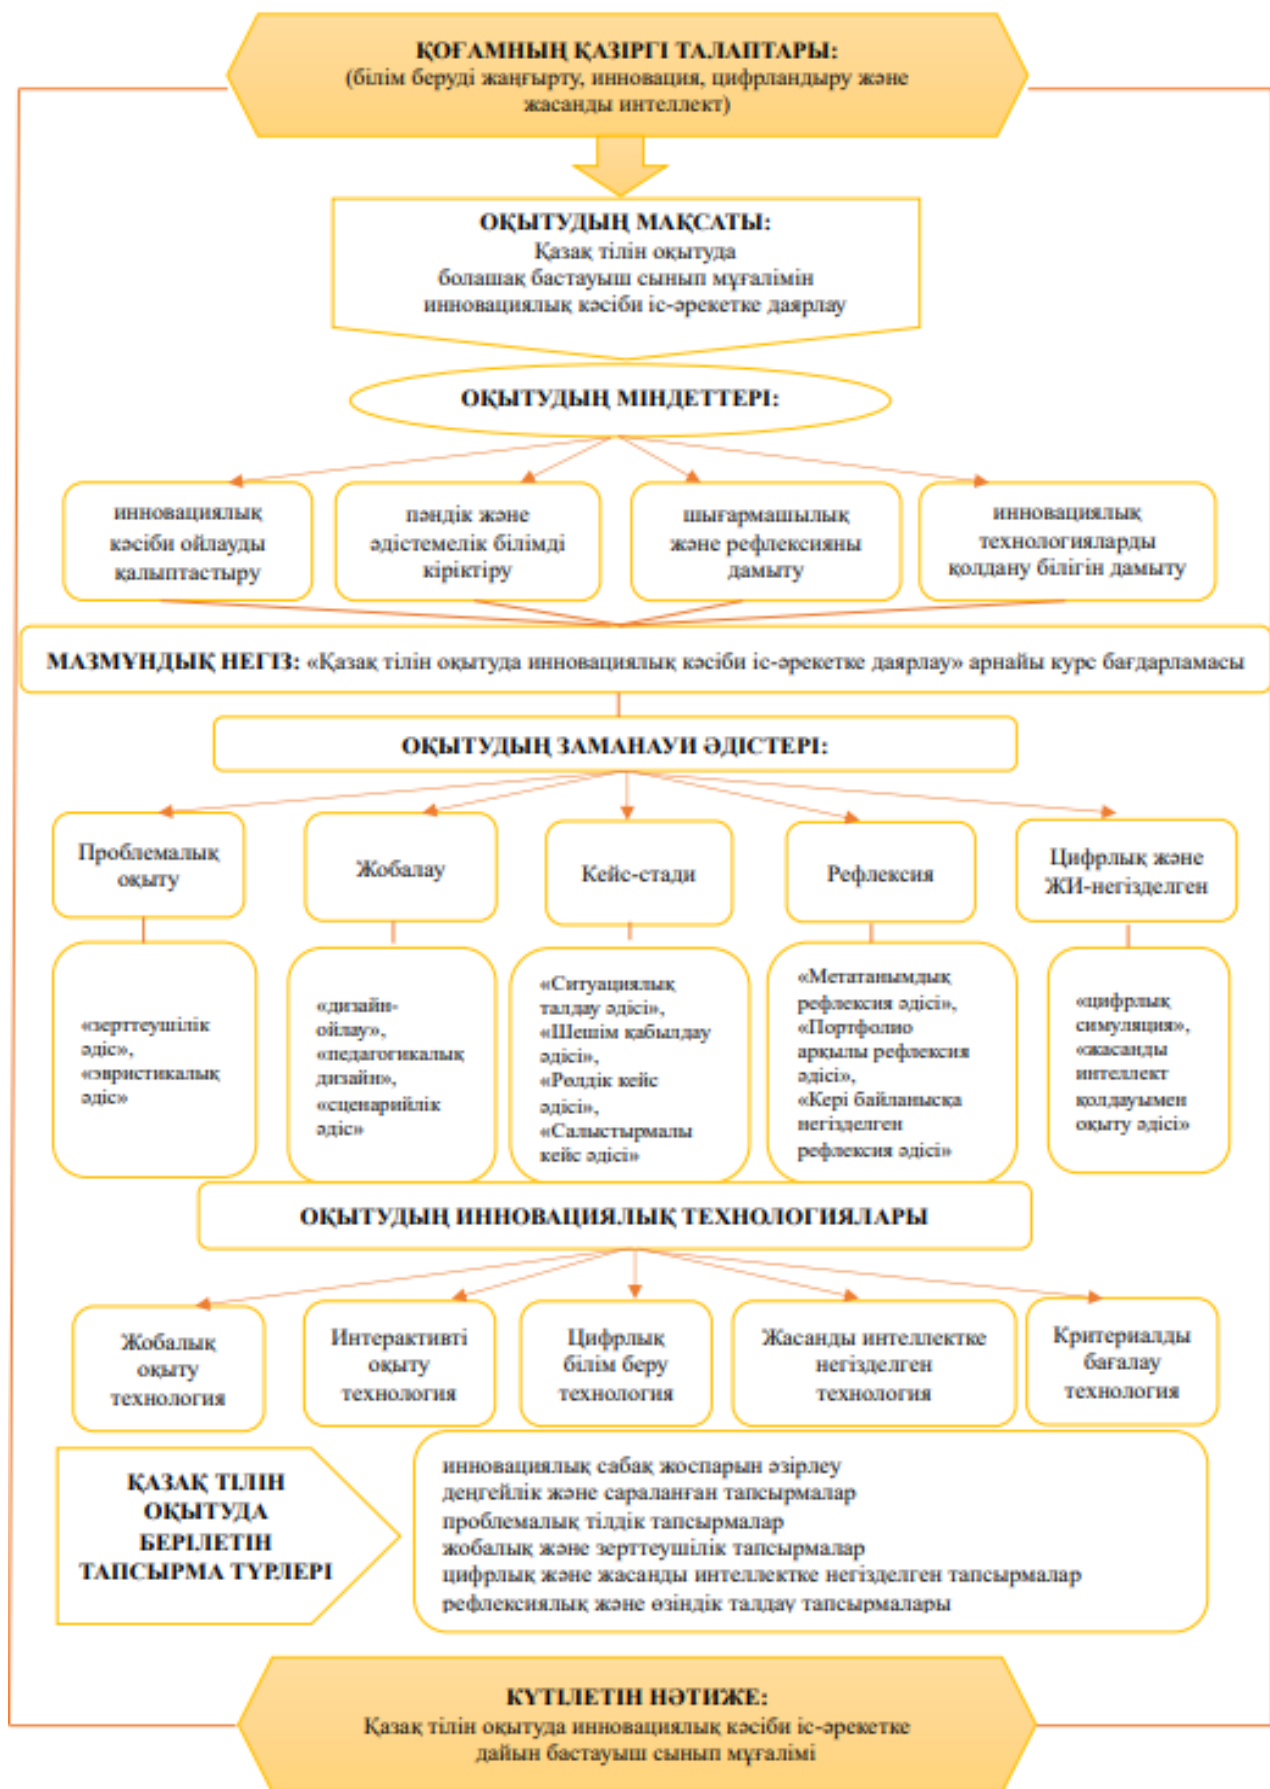 ҚОҒАМНЫҢ ҚАЗІРГІ ТАЛАПТАРЫ:
(білім беруді жаңғырту, инновация, цифрландыру және
жасанды интеллект)
ОҚЫТУДЫҢ МАҚСАТЫ:
Қазақ тілін оқытуда
болашақ бастауыш сынып мұғалімін
инновациялық кәсіби іс-әрекетке даярлау
ОҚЫТУДЫҢ МІНДЕТТЕРІ:
инновациялық
кәсіби ойлауды
қалыптастыру
пәндік және
әдістемелік білімді
кіріктіру
шығармашылық
және рефлексияны
дамыту
инновациялық
технологияларды
қолдану білігін дамыту
МАЗМҰНДЫҚ НЕГІЗ: «Қазақ тілін оқытуда инновациялық кәсіби іс-әрекетке даярлау» арнайы курс бағдарламасы
ОҚЫТУДЫҢ ЗАМАНАУИ ӘДІСТЕРІ:
Проблемалық
оқыту
Жобалау
Кейс-стади
Рефлексия
Цифрлық және
ЖИ-негізделген
«зерттеушілік
әдіс»,
«эвристикалық
әдіс»
«дизайн-
ойлау»,
«педагогикалық
дизайн»,
«сценарийлік
әдіс»
«Ситуациялық
талдау әдісі»,
«Шешім қабылдау
әдісі»,
«Рөлдік кейс
әдісі»,
«Салыстырмалы
кейс әдісі»
«Метатанымдық
рефлексия әдісі»,
«Портфолио
арқылы рефлексия
әдісі»,
«Кері байланысқа
негізделген
рефлексия әдісі»
«цифрлық
симуляция»,
«жасанды
интеллект
қолдауымен
оқыту әдісі»
ОҚЫТУДЫҢ ИННОВАЦИЯЛЫҚ ТЕХНОЛОГИЯЛАРЫ
Жобалық
оқыту
технология
Интерактивті
оқыту
технология
Цифрлық
білім беру
технология
Жасанды интеллектке
негізделген
технология
Критериалды
бағалау
технология
ҚАЗАҚ ТІЛІН
ОҚЫТУДА
БЕРІЛЕТІН
ТАПСЫРМА ТҮРЛЕРІ
инновациялық сабақ жоспарын әзірлеу
деңгейлік және сараланған тапсырмалар
проблемалық тілдік тапсырмалар
жобалық және зерттеушілік тапсырмалар
цифрлық және жасанды интеллектке негізделген тапсырмалар
рефлексиялық және өзіндік талдау тапсырмалары
КҮТІЛЕТІН НӘТИЖЕ:
Қазақ тілін оқытуда инновациялық кәсіби іс-әрекетке
дайын бастауыш сынып мұғалімі